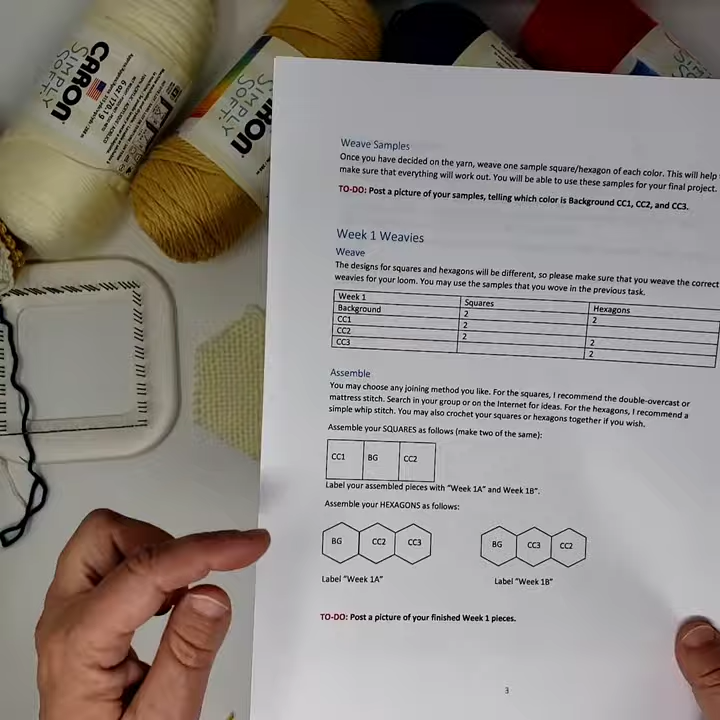 CARON
SIMPLY
SOFT
6 oz/170.1 g
SIMPLY
SOFT
Weave Samples
Once you have decided on the yarn, weave one sample square/hexagon of each color. This will help
make sure that everything will work out. You will be able to use these samples for your final project.
TO-DO: Post a picture of your samples, telling which color is Background CC1, CC2, and CC3.
Week 1 Weavies
Weave
The designs for squares and hexagons will be different, so please make sure that you weave the correct
weavies for your loom. You may use the samples that you wove in the previous task.
Week 1 Squares Hexagons
Background 2 2
CC1 2
CC2 2 2
CC3 2
Assemble
You may choose any joining method you like. For the squares, I recommend the double-overcast or
mattress stitch. Search in your group or on the Internet for ideas. For the hexagons, I recommend a
simple whip stitch. You may also crochet your squares or hexagons together if you wish.
Assemble your SQUARES as follows (make two of the same):
CC1 BG CC2
Label your assembled pieces with "Week 1A" and Week 1B".
Assemble your HEXAGONS as follows:
BG CC2 CC3 BG CC3 CC2
Label "Week 1A" Label "Week 1B"
TO-DO: Post a picture of your finished Week 1 pieces.
3